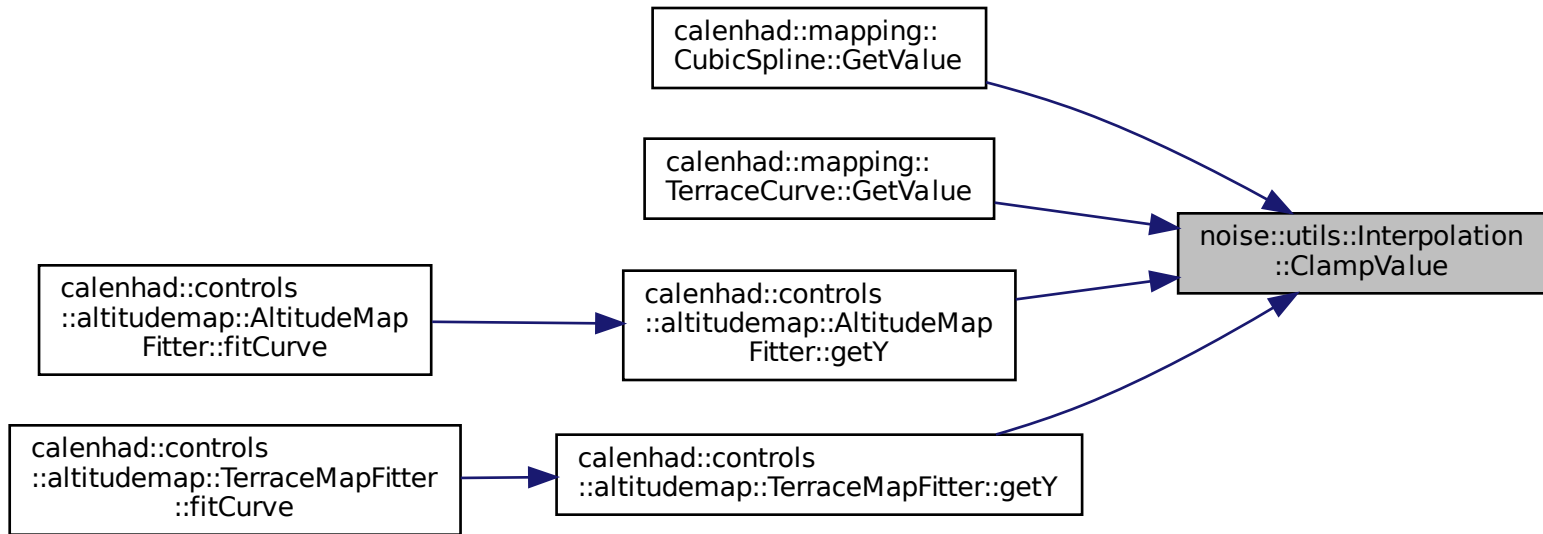 calenhad::mapping::
CubicSpline::GetValue
calenhad::mapping::
TerraceCurve::GetValue
noise::utils::Interpolation
::ClampValue
calenhad::controls
::altitudemap::AltitudeMap
Fitter::fitCurve
calenhad::controls
::altitudemap::AltitudeMap
Fitter::getY
calenhad::controls
::altitudemap::TerraceMapFitter
::fitCurve
calenhad::controls
::altitudemap::TerraceMapFitter::getY